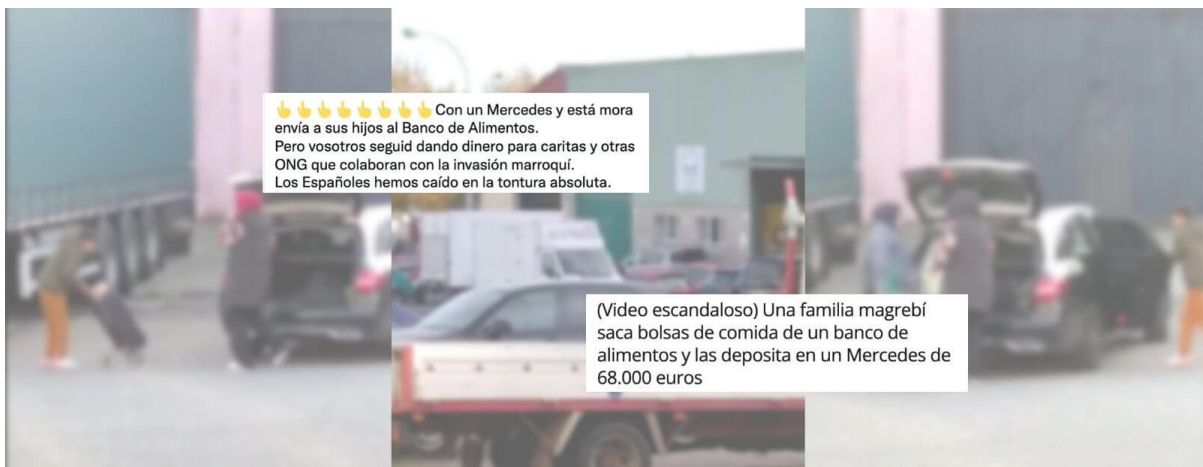 👆👆👆👆👆👆👆👆Con un Mercedes y está mora
envía a sus hijos al Banco de Alimentos.
Pero vosotros seguid dando dinero para caritas y otras
ONG que colaboran con la invasión marroquí.
Los Españoles hemos caído en la tontura absoluta.
(Video escandaloso) Una familia magrebí
saca bolsas de comida de un banco de
alimentos y las deposita en un Mercedes de
68.000 euros